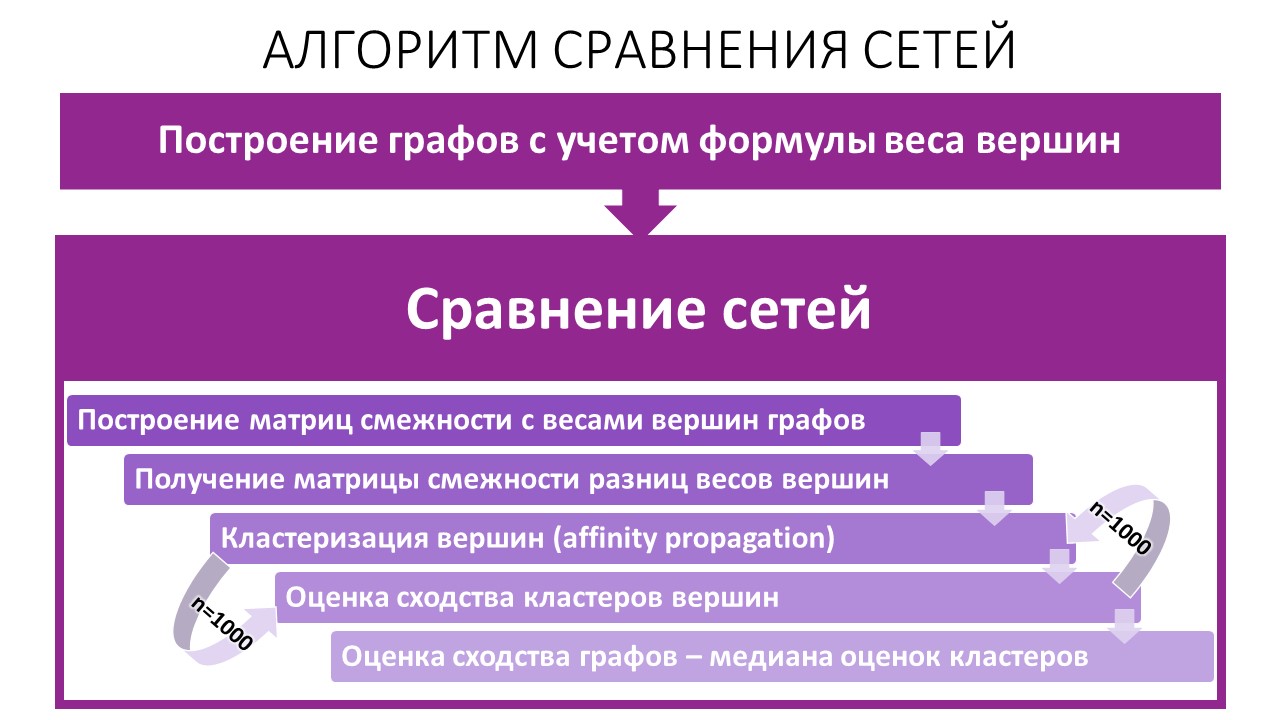 АЛГОРИТМ СРАВНЕНИЯ СЕТЕЙ
Построение графов с учетом формулы веса вершин
Сравнение сетей
Построение матриц смежности с весами вершин графов
Получение матрицы смежности разниц весов вершин
Кластеризация вершин (affinity propagation)
n=1000
Оценка сходства кластеров вершин
n=1000
Оценка сходства графов – медиана оценок кластеров